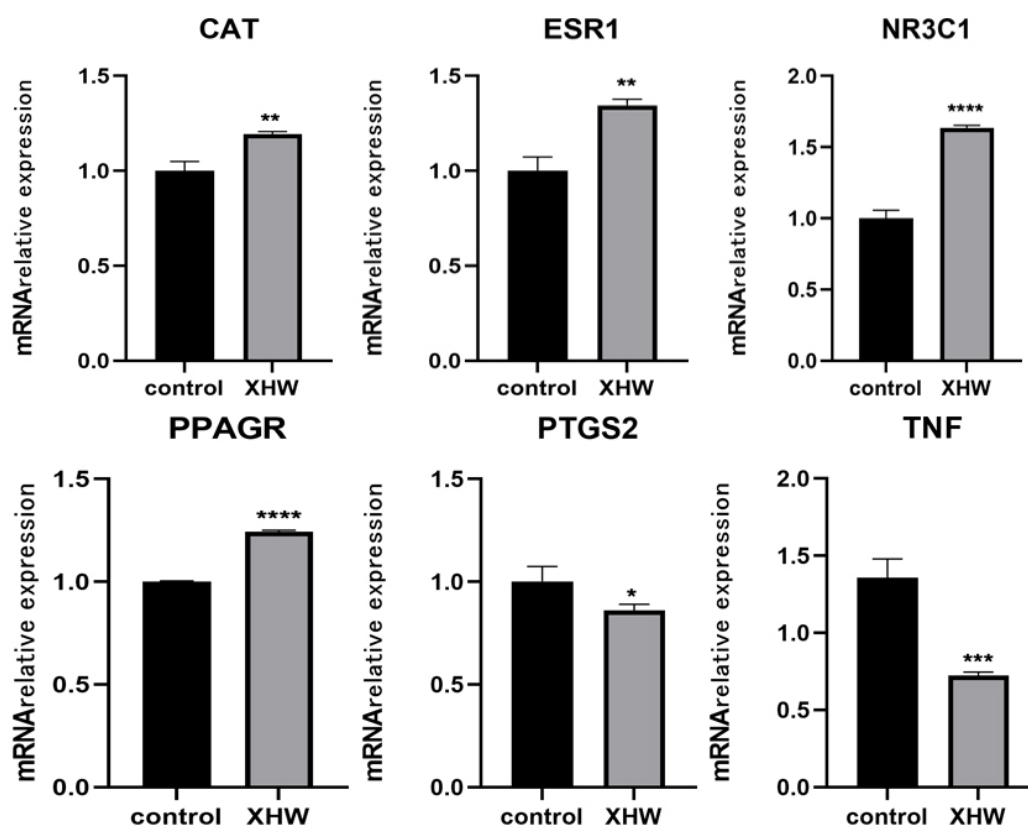 CAT
mRNArelative expression
1.5
1.0
0.5
0.0
**
control XHW
ESR1
mRNArelative expression
1.5
1.0
0.5
0.0
**
control XHW
NR3C1
mRNArelative expression
2.0
1.5
1.0
0.5
0.0
****
control XHW
PPAGR
mRNArelative expression
1.5
1.0
0.5
0.0
****
control XHW
PTGS2
mRNArelative expression
1.5
1.0
0.5
0.0
*
control XHW
TNF
mRNArelative expression
2.0
1.5
1.0
0.5
0.0
***
control XHW